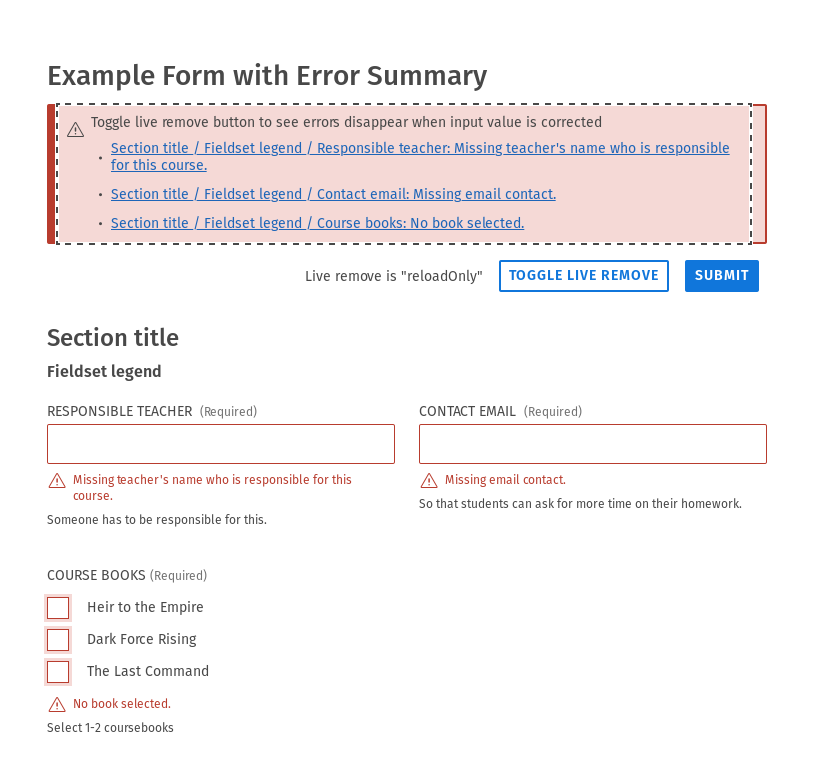 Example Form with Error Summary
Toggle live remove button to see errors disappear when input value is corrected
Section title / Fieldset legend / Responsible teacher: Missing teacher's name who is responsible
for this course.
Section title / Fieldset legend / Contact email: Missing email contact.
Section title / Fieldset legend / Course books: No book selected.
Live remove is "reloadOnly"
TOGGLE LIVE REMOVE
SUBMIT
Section title
Fieldset legend
RESPONSIBLE TEACHER (Required)
Missing teacher's name who is responsible for this
course.
Someone has to be responsible for this.
CONTACT EMAIL (Required)
Missing email contact.
So that students can ask for more time on their homework.
COURSE BOOKS (Required)
Heir to the Empire
Dark Force Rising
The Last Command
No book selected.
Select 1-2 coursebooks